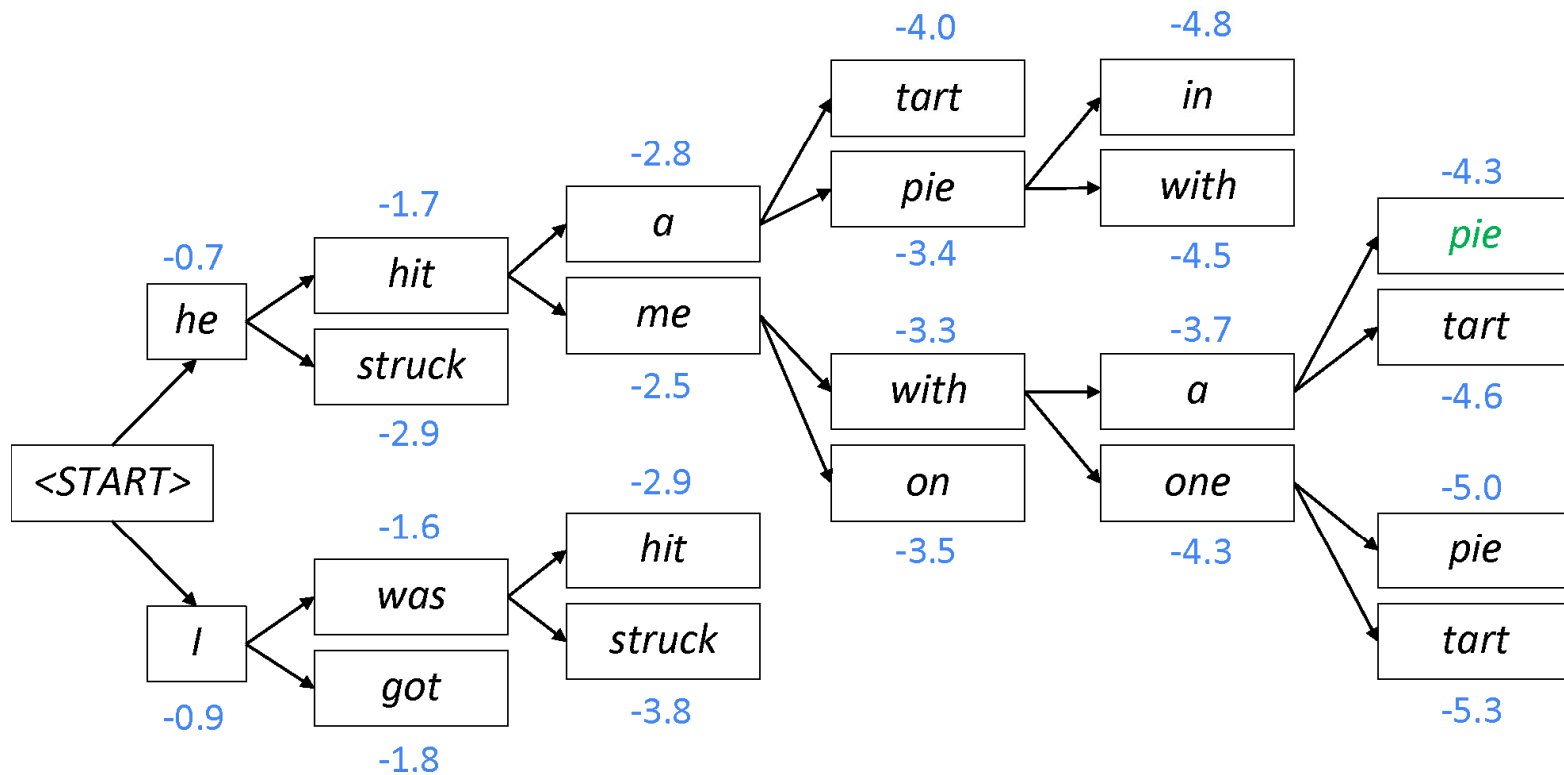 -4.0
-4.8
tart
in
-2.8
-4.3
-1.7
a
pie
with
pie
-0.7
hit
-3.4
-4.5
he
me
-3.3
-3.7
tart
struck
-2.5
with
a
-4.6
-2.9
<START>
-2.9
on
one
-5.0
-1.6
hit
-3.5
-4.3
pie
was
I
struck
tart
got
-0.9
-3.8
-5.3
-1.8